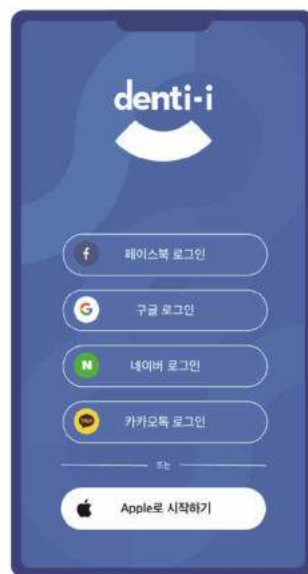 denti-i
페이스북 로그인
구글 로그인
네이버 로그인
카카오톡 로그인
또는
Apple로 시작하기